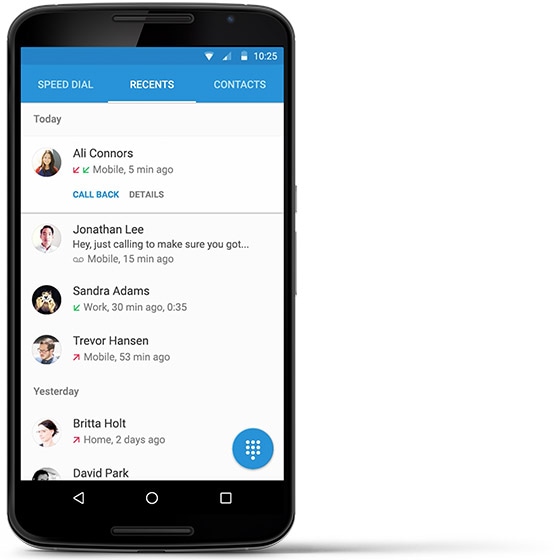 10:25
SPEED DIAL RECENTS CONTACTS
Today
Ali Connors
Mobile, 5 min ago
CALL BACK DETAILS
Jonathan Lee
Hey, just calling to make sure you got...
Mobile, 15 min ago
Sandra Adams
Work, 30 min ago, 0:35
Trevor Hansen
Mobile, 53 min ago
Yesterday
Britta Holt
Home, 2 days ago
David Park